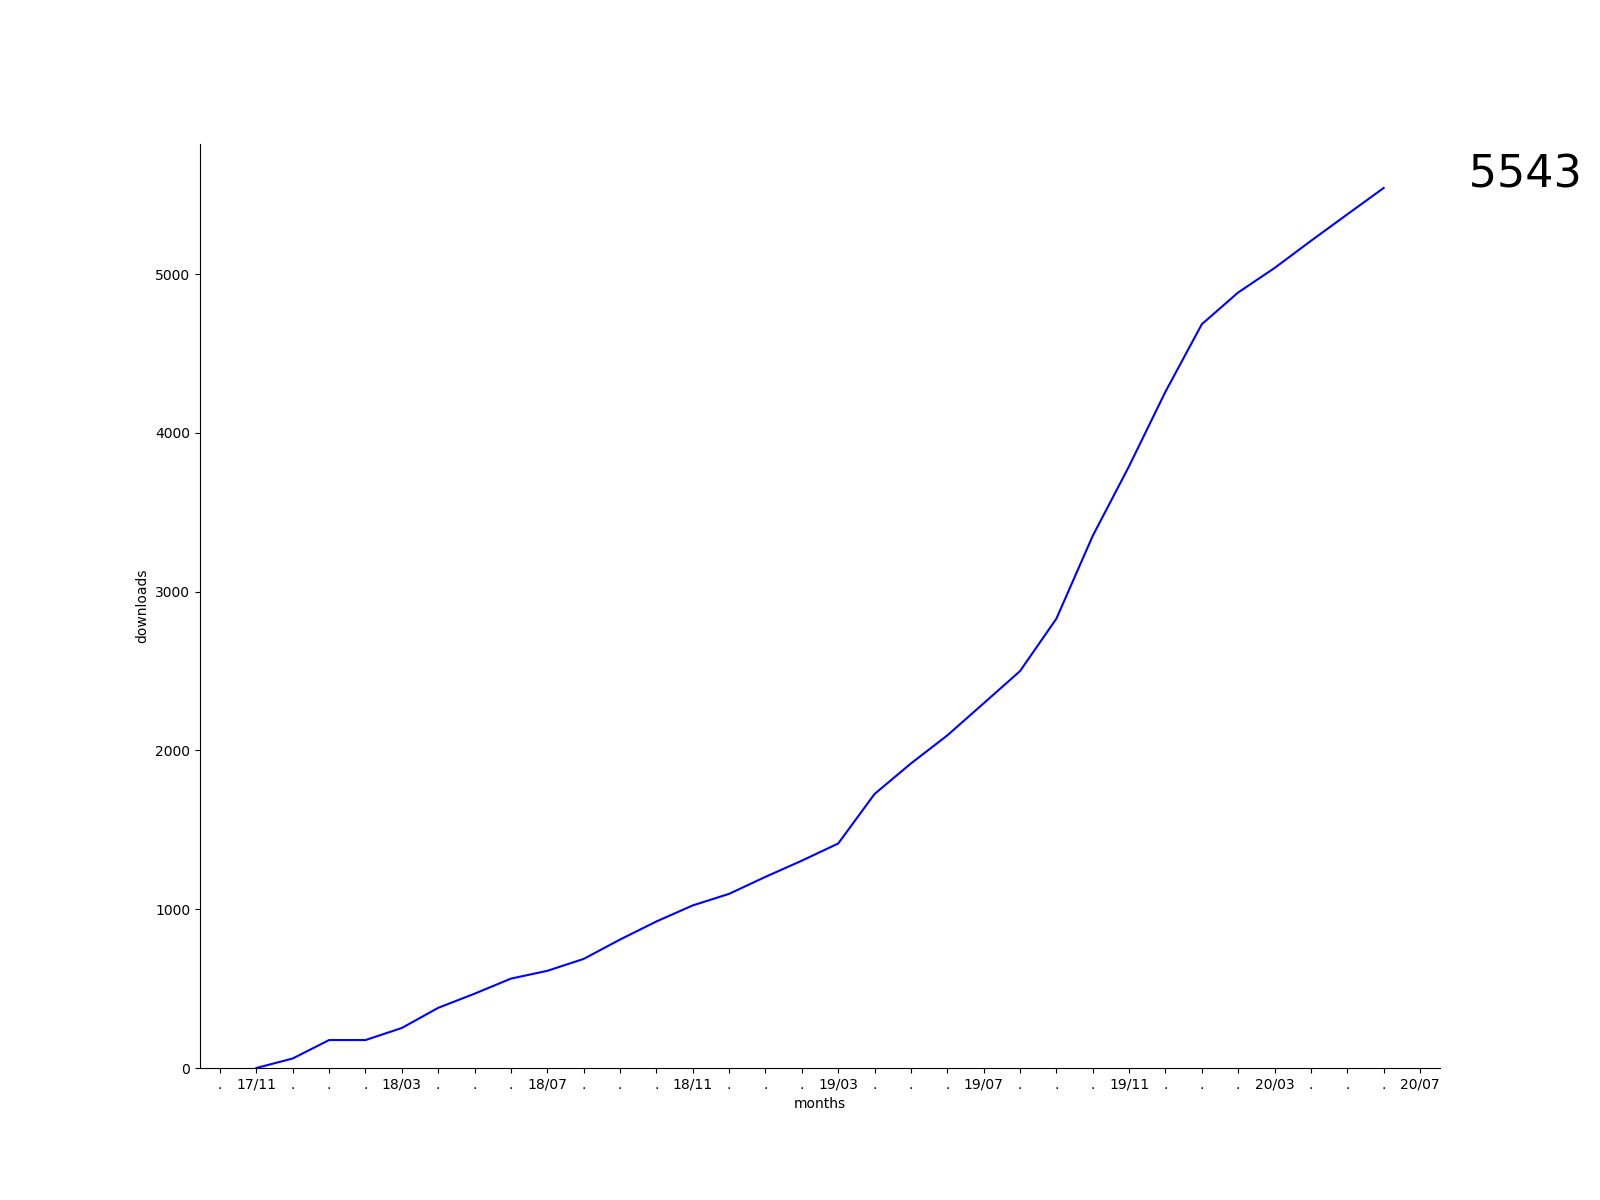 5543
5000
4000
3000
2000
1000
0
downloads
. 17/11 . . . 18/03 . . . 18/07 . . . 18/11 . . . 19/03 . . . 19/07 . . . 19/11 . . . 20/03 . . . 20/07
months